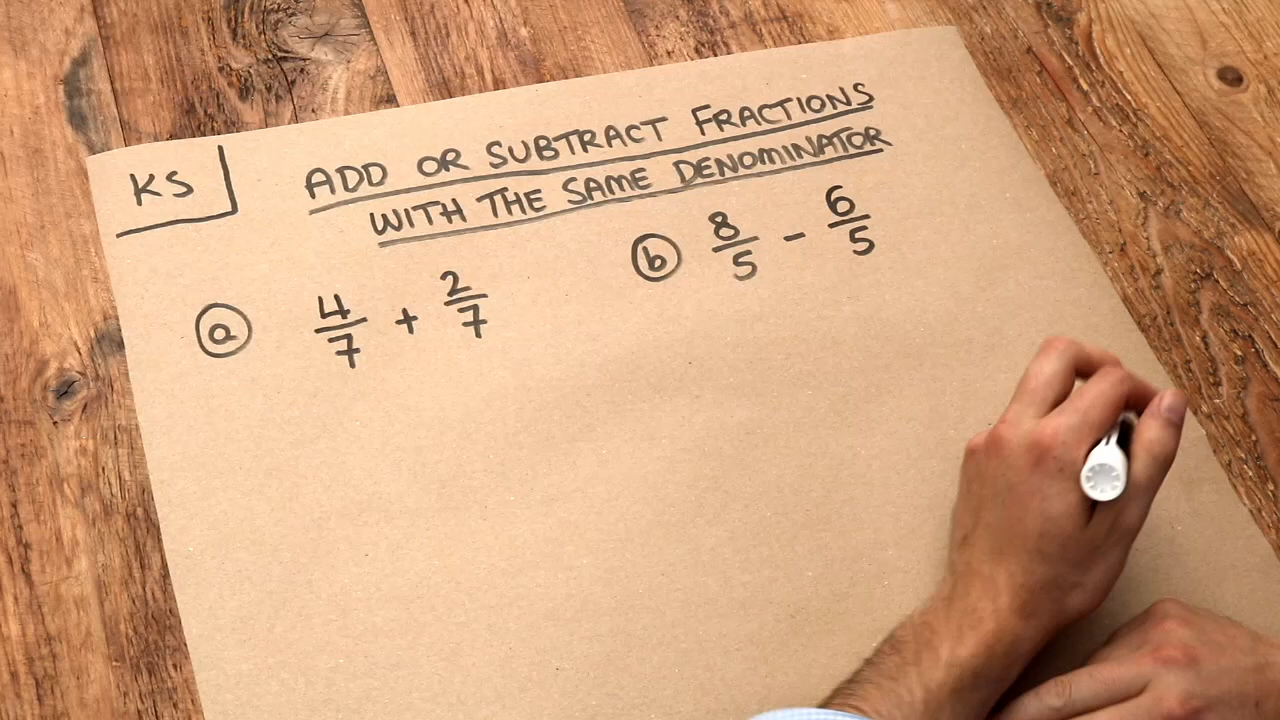 KS
ADD OR SUBTRACT FRACTIONS
WITH THE SAME DENOMINATOR
a 4/7 + 2/7
b 8/5 - 6/5